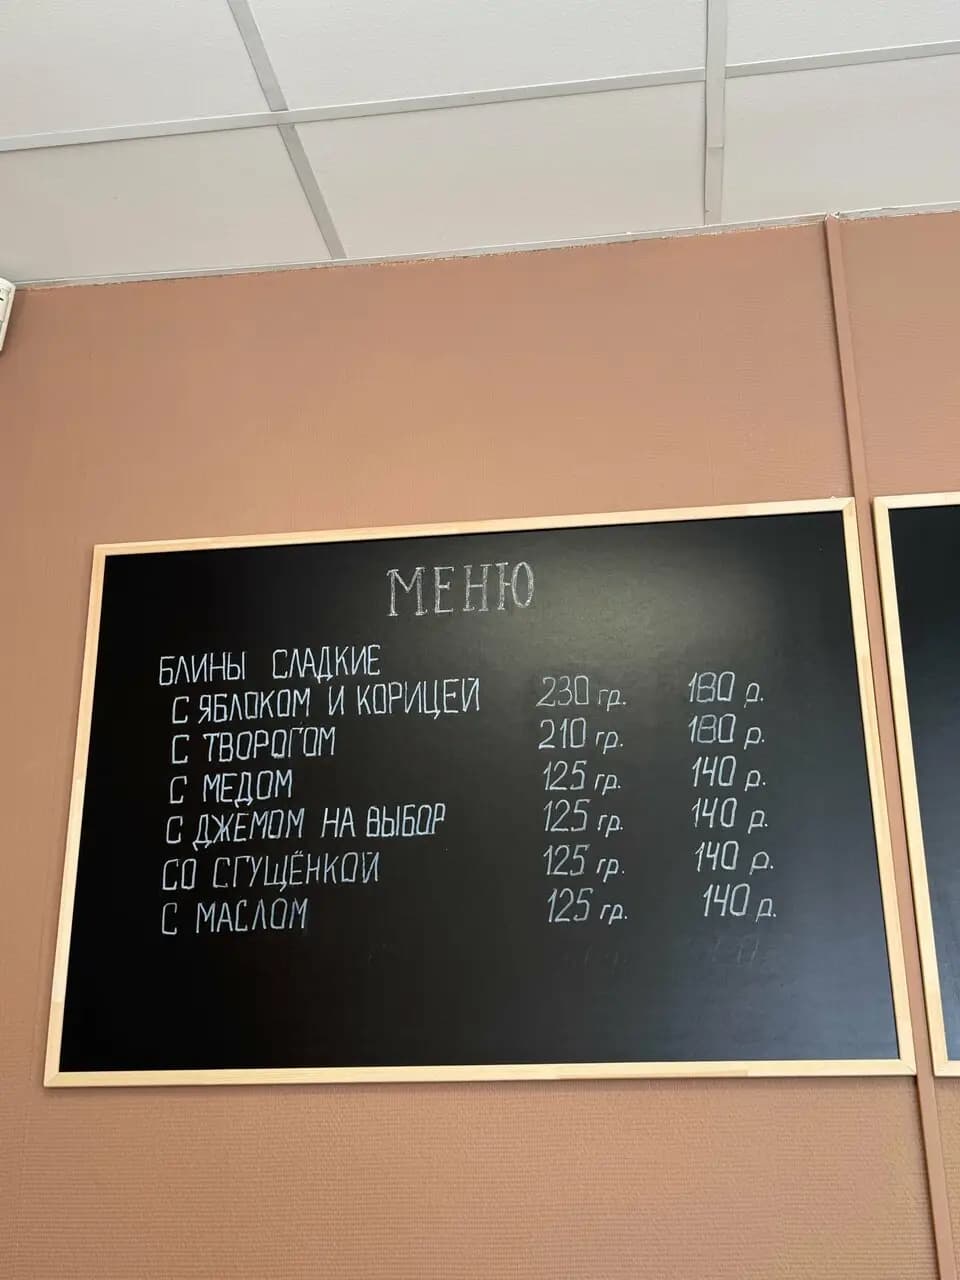 МЕНЮ
БЛИНЫ СЛАДКИЕ
С ЯБЛОКОМ И КОРИЦЕЙ 230 гр. 180 р.
С ТВОРОГОМ 210 гр. 180 р.
С МЕДОМ 125 гр. 140 р.
С ДЖЕМОМ НА ВЫБОР 125 гр. 140 р.
СО СГУЩЁНКОЙ 125 гр. 140 р.
С МАСЛОМ 125 гр. 140 р.